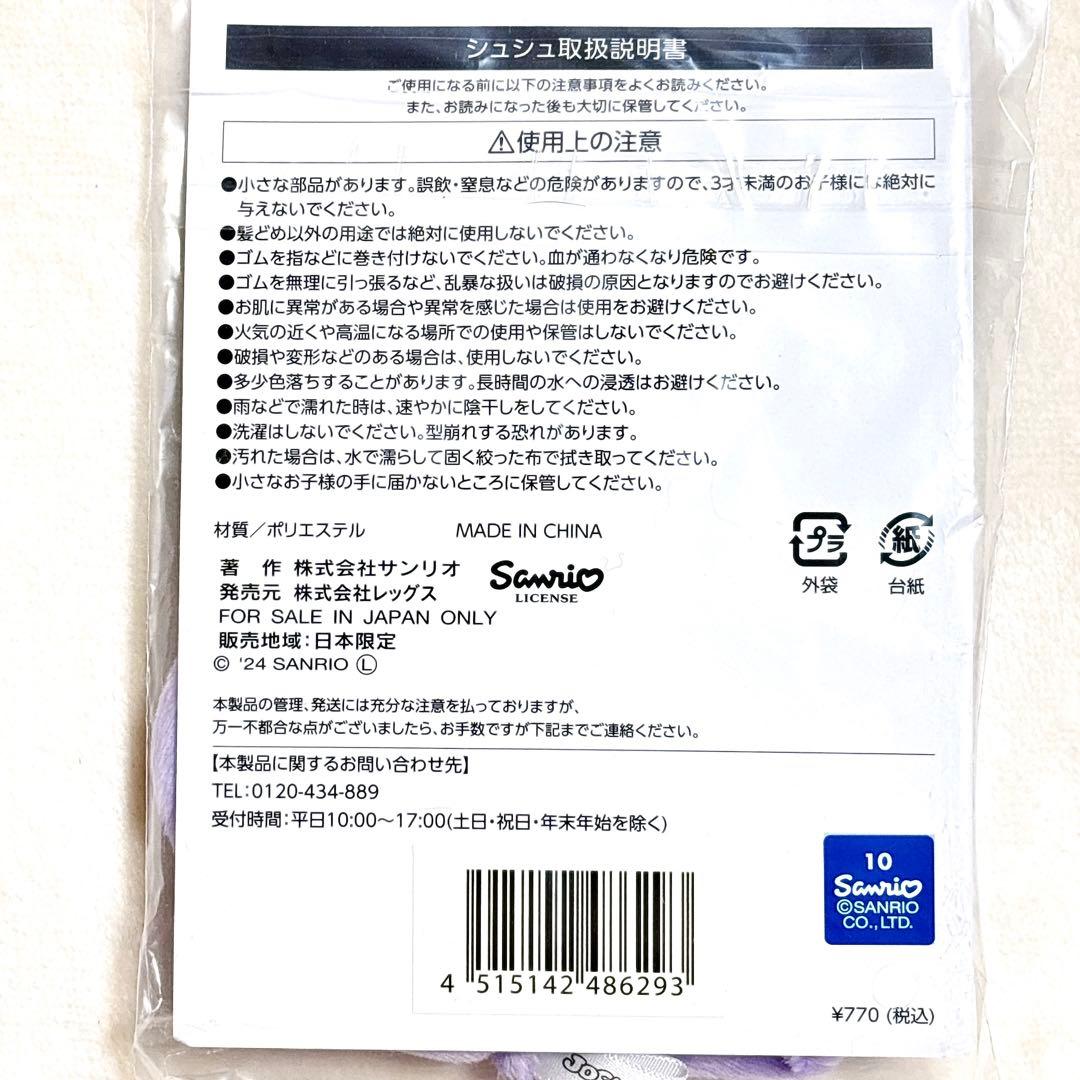 シュシュ取扱説明書
ご使用になる前に以下の注意事項をよくお読みください。
また、お読みになった後も大切に保管してください。
⚠使用上の注意
●小さな部品があります。誤飲・窒息などの危険がありますので、3才未満のお子様には絶対に
与えないでください。
●髪どめ以外の用途では絶対に使用しないでください。
●ゴムを指などに巻き付けないでください。血が通わなくなり危険です。
●ゴムを無理に引っ張るなど、乱暴な扱いは破損の原因となりますのでお避けください。
●お肌に異常がある場合や異常を感じた場合は使用をお避けください。
●火気の近くや高温になる場所での使用や保管はしないでください。
●破損や変形などのある場合は、使用しないでください。
●多少色落ちすることがあります。長時間の水への浸透はお避けください。
●雨などで濡れた時は、速やかに陰干しをしてください。
●洗濯はしないでください。型崩れする恐れがあります。
●汚れた場合は、水で濡らして固く絞った布で拭き取ってください。
●小さなお子様の手に届かないところに保管してください。
材質／ポリエステル MADE IN CHINA
プラ
外袋
紙
台紙
著 作 株式会社サンリオ
発売元 株式会社レッグス
Sanrio
LICENSE
FOR SALE IN JAPAN ONLY
販売地域：日本限定
© '24 SANRIO Ⓛ
本製品の管理、発送には充分な注意を払っておりますが、
万一不都合な点がございましたら、お手数ですが下記までご連絡ください。
【本製品に関するお問い合わせ先】
TEL：0120-434-889
受付時間：平日10:00～17:00(土日・祝日・年末年始を除く)
10
Sanrio
©SANRIO
CO.,LTD.
4 515142 486293
¥770 (税込)